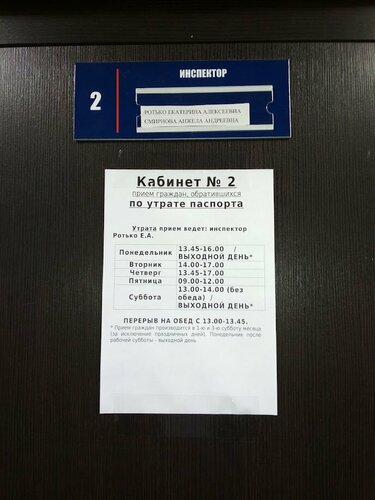 ИНСПЕКТОР
2
РОТЬКО ЕКАТЕРИНА АЛЕКСЕЕВНА
СМИРНОВА АНЖЕЛА АНДРЕЕВНА
Кабинет № 2
прием граждан, обратившихся
по утрате паспорта
Утрата прием ведет: инспектор
Ротько Е.А.
Понедельник 13.45-16.00 /
ВЫХОДНОЙ ДЕНЬ*
Вторник 14.00-17.00
Четверг 13.45-17.00
Пятница 09.00-12.00
Суббота 13.00-14.00 (без
обеда) /
ВЫХОДНОЙ ДЕНЬ*
ПЕРЕРЫВ НА ОБЕД С 13.00-13.45.
* Прием граждан производится в 1-ю и 3-ю субботу месяца
(за исключение праздничных дней). Понедельник после
рабочей субботы - выходной день